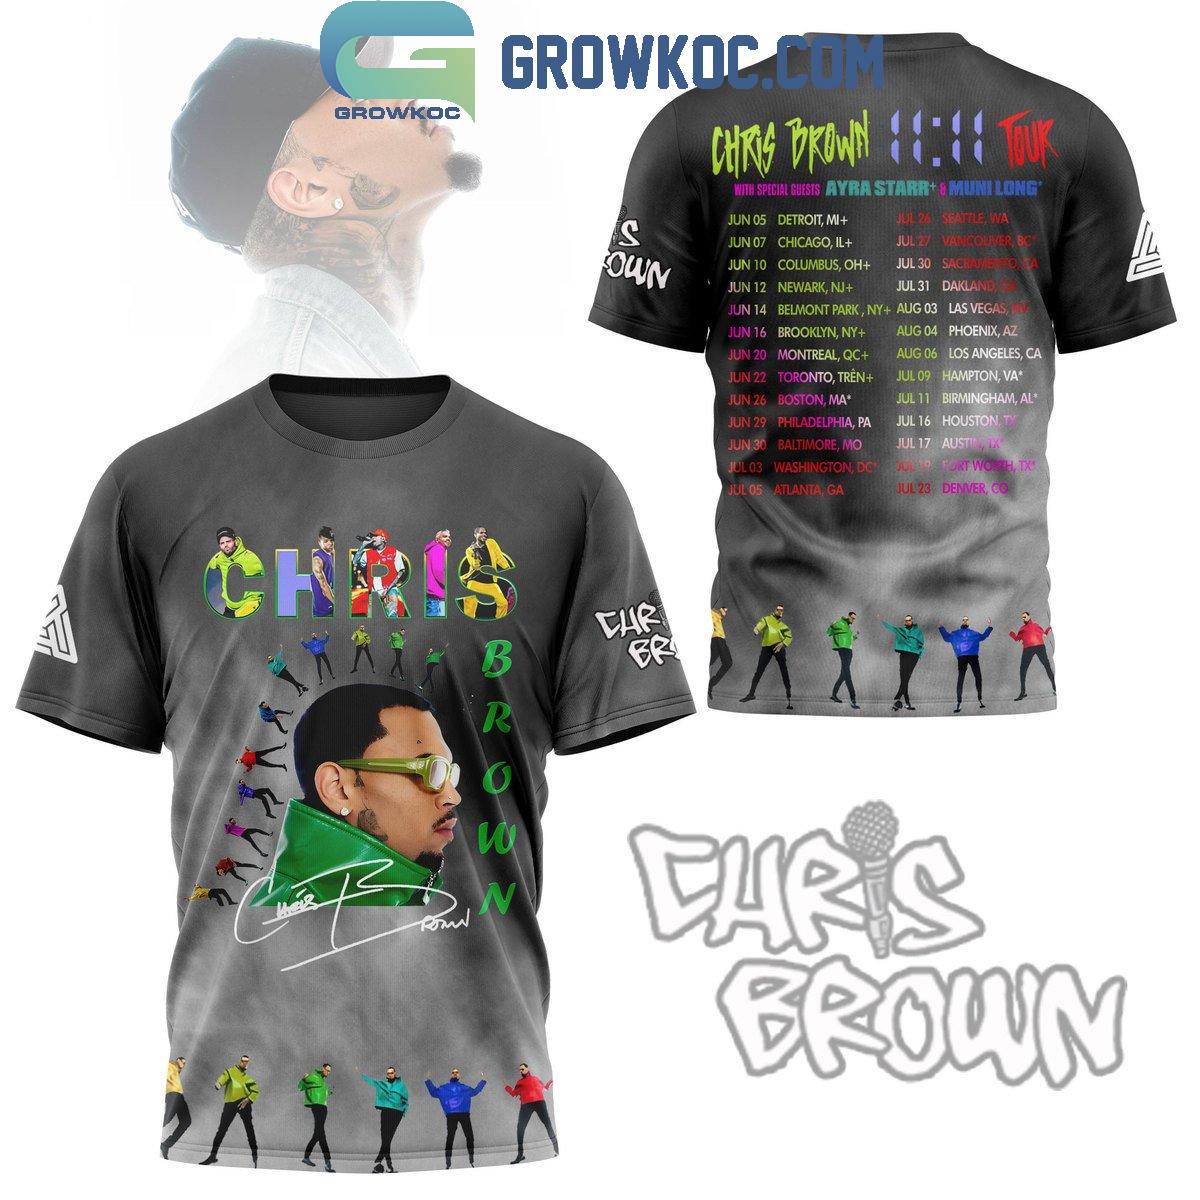 GROWKOC
GROWKOC.COM
CHRIS BROWN 11:11 TOUR
WITH SPECIAL GUESTS AYRA STARR+ & MUNI LONG*
JUN 05 DETROIT, MI+
JUN 07 CHICAGO, IL+
JUN 10 COLUMBUS, OH+
JUN 12 NEWARK, NJ+
JUN 14 BELMONT PARK , NY+
JUN 16 BROOKLYN, NY+
JUN 20 MONTREAL, QC+
JUN 22 TORONTO, TRÊN+
JUN 26 BOSTON, MA*
JUN 29 PHILADELPHIA, PA
JUN 30 BALTIMORE, MO
JUL 03 WASHINGTON, DC*
JUL 05 ATLANTA, GA
JUL 26 SEATTLE, WA
JUL 27 VANCOUVER, BC*
JUL 30 SACRAMENTO, CA
JUL 31 OAKLAND, CA
AUG 03 LAS VEGAS,
AUG 04 PHOENIX, AZ
AUG 06 LOS ANGELES, CA
JUL 09 HAMPTON, VA*
JUL 11 BIRMINGHAM, AL*
JUL 16 HOUSTON, TX
JUL 17 AUSTIN, TX*
JUL 19 FORT WORTH, TX*
JUL 23 DENVER, CO
IS
ROWN
CHRIS
BROWN
CHRIS
BROWN
CHRI
BR
CHRIS
BROWN